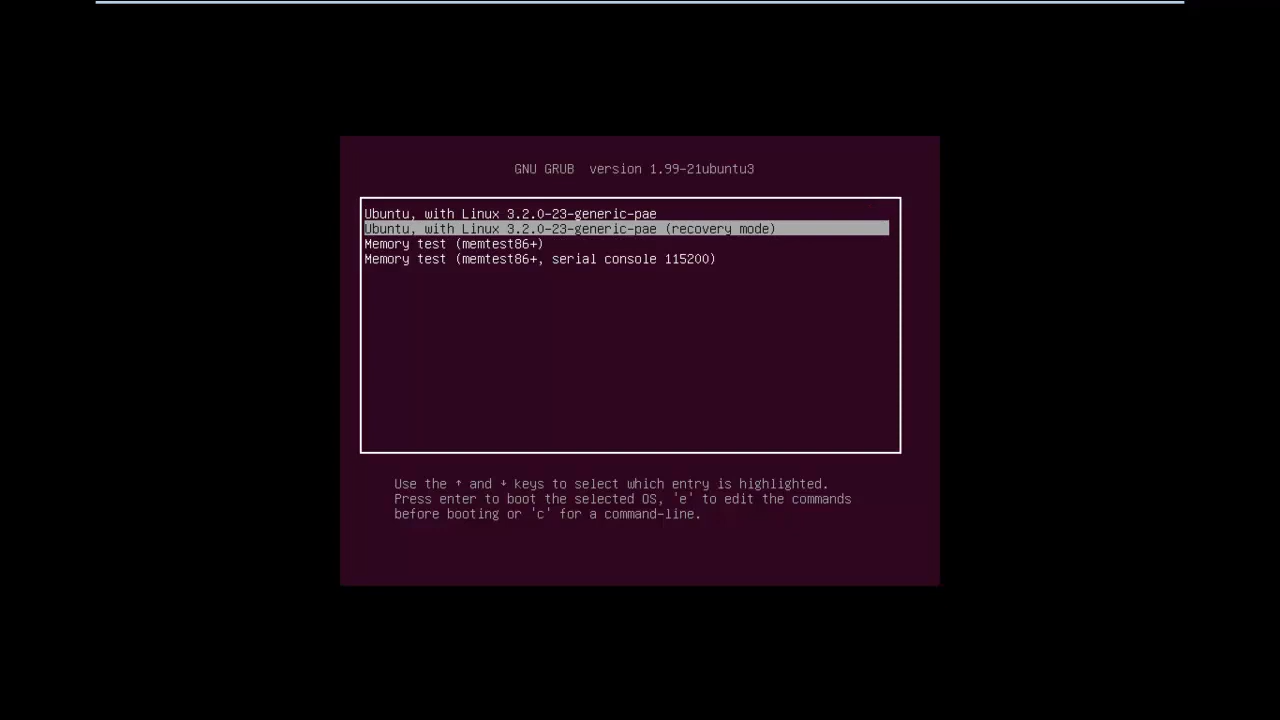 GNU GRUB  version 1.99-21ubuntu3
Ubuntu, with Linux 3.2.0-23-generic-pae
Ubuntu, with Linux 3.2.0-23-generic-pae (recovery mode)
Memory test (memtest86+)
Memory test (memtest86+, serial console 115200)
Use the ↑ and ↓ keys to select which entry is highlighted.
Press enter to boot the selected OS, 'e' to edit the commands
before booting or 'c' for a command-line.